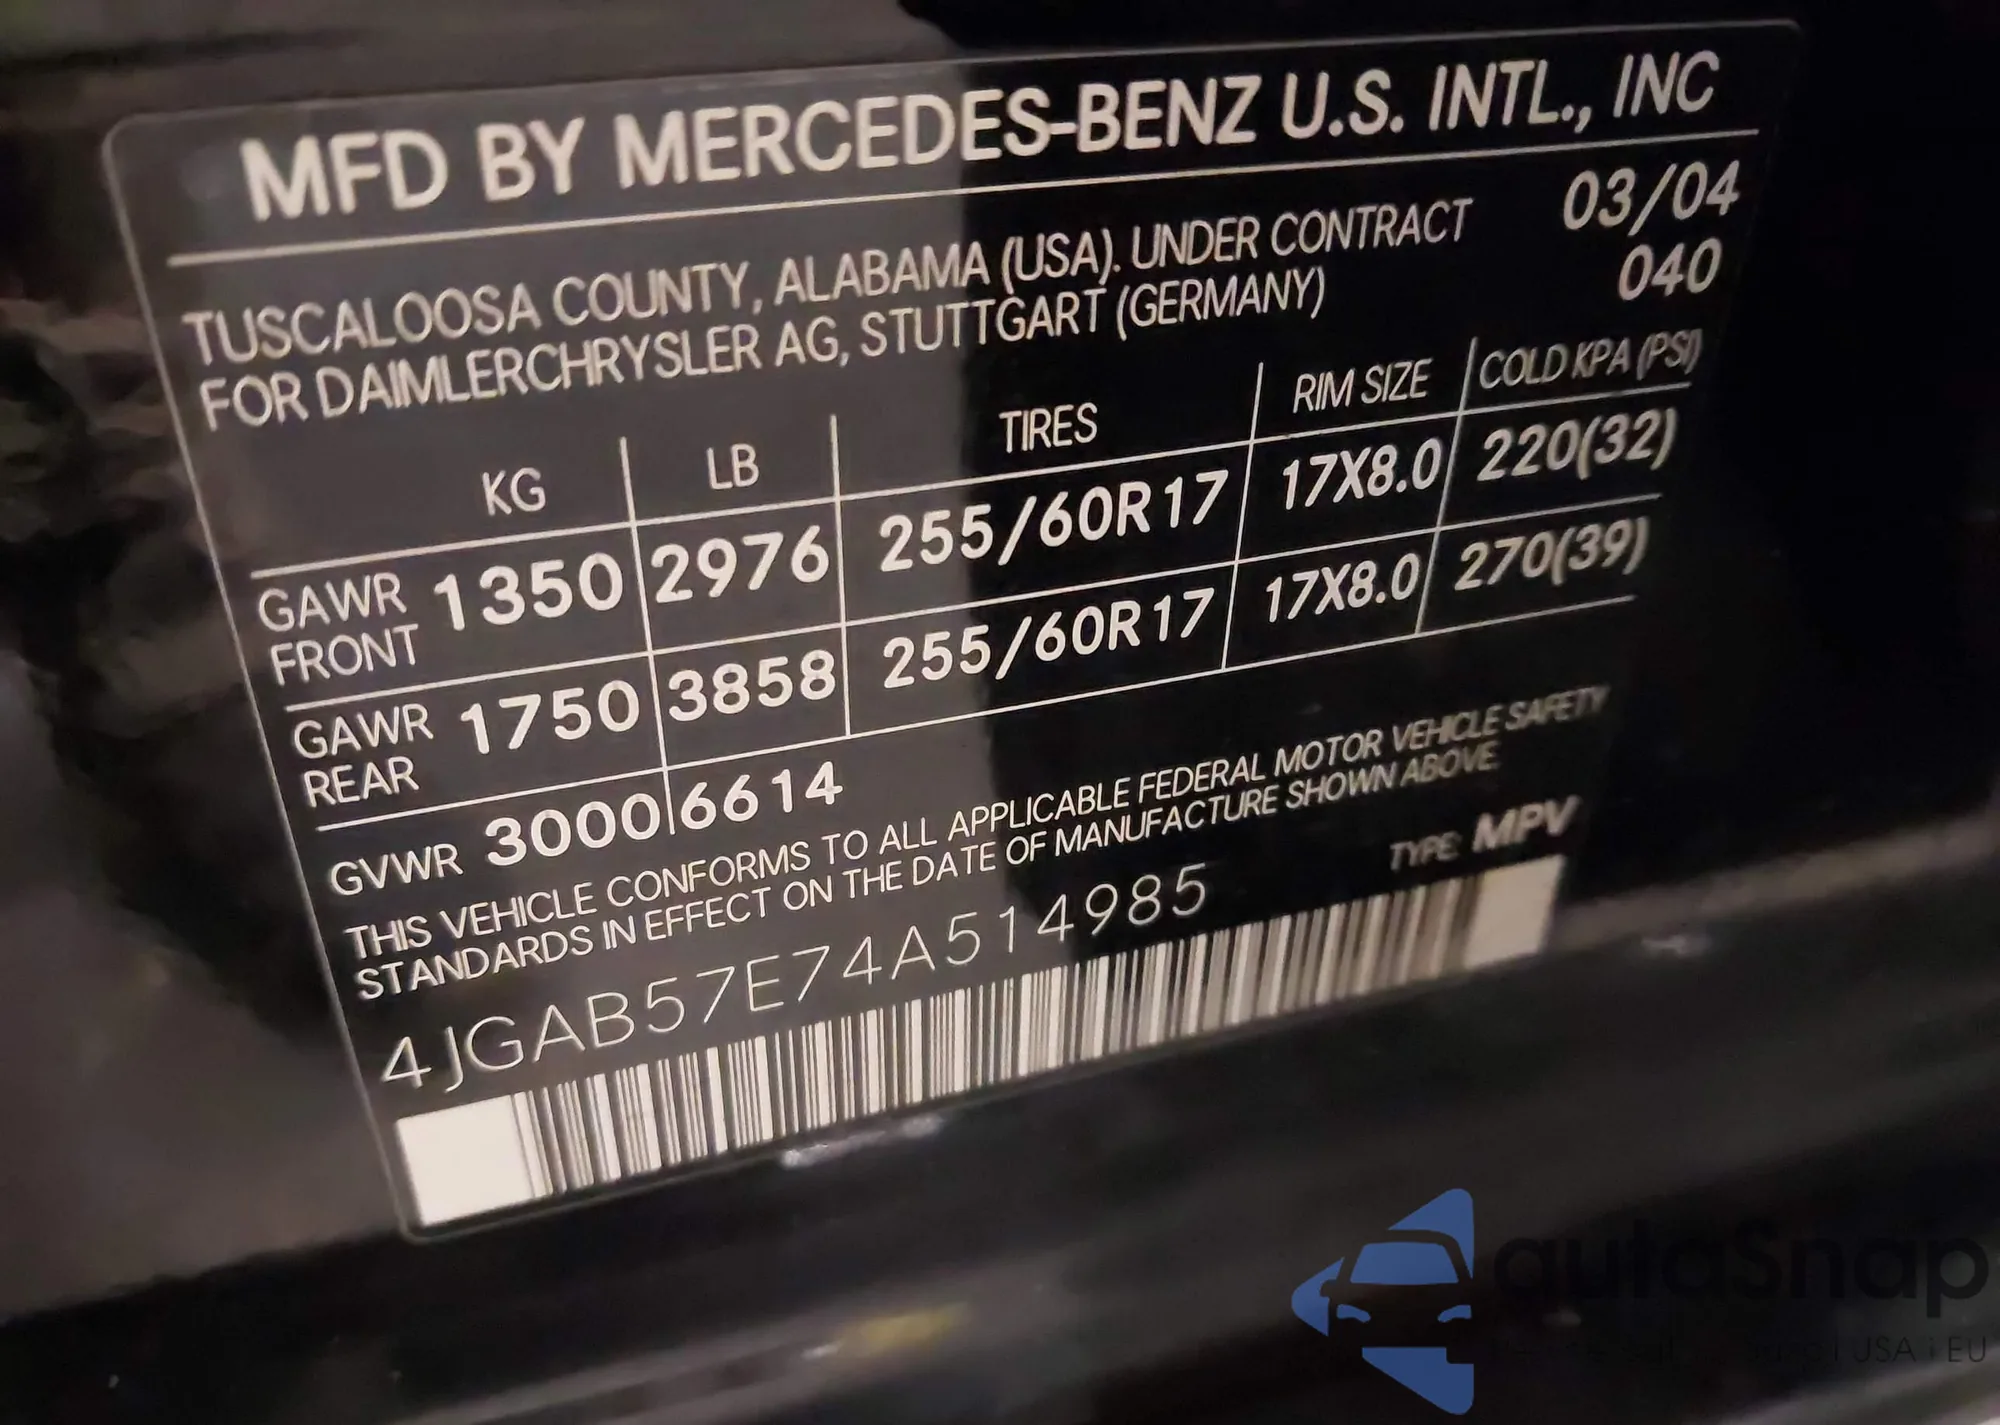 MFD BY MERCEDES-BENZ U.S. INTL., INC
TUSCALOOSA COUNTY, ALABAMA (USA). UNDER CONTRACT 03/04
FOR DAIMLERCHRYSLER AG, STUTTGART (GERMANY) 040
KG LB TIRES RIM SIZE COLD KPA (PSI)
GAWR FRONT 1350 2976 255/60R17 17X8.0 220(32)
GAWR REAR 1750 3858 255/60R17 17X8.0 270(39)
GVWR 3000 6614
THIS VEHICLE CONFORMS TO ALL APPLICABLE FEDERAL MOTOR VEHICLE SAFETY
STANDARDS IN EFFECT ON THE DATE OF MANUFACTURE SHOWN ABOVE.
TYPE: MPV
4JGAB57E74A514985
autaSnap
USA i EU